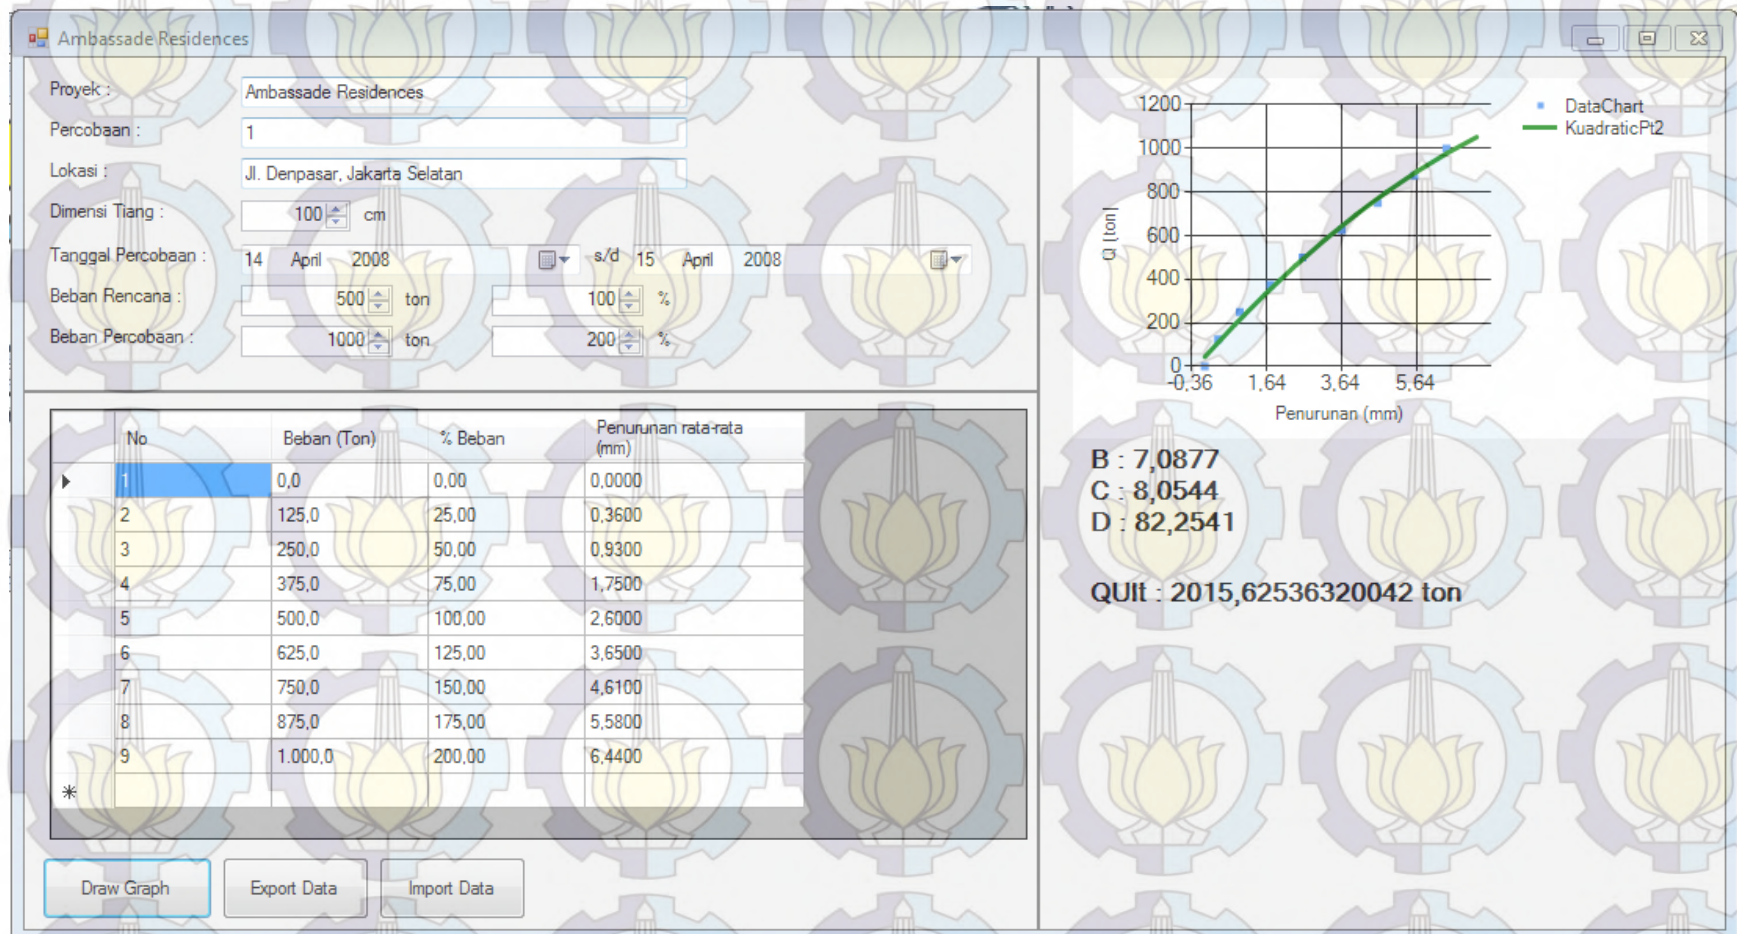 Ambassade Residences
Proyek : Ambassade Residences
Percobaan : 1
Lokasi : Jl. Denpasar, Jakarta Selatan
Dimensi Tiang : 100 cm
Tanggal Percobaan : 14 April 2008 s/d 15 April 2008
Beban Rencana : 500 ton 100 %
Beban Percobaan : 1000 ton 200 %
No Beban (Ton) % Beban Penurunan rata-rata (mm)
1 0,0 0,00 0,0000
2 125,0 25,00 0,3600
3 250,0 50,00 0,9300
4 375,0 75,00 1,7500
5 500,0 100,00 2,6000
6 625,0 125,00 3,6500
7 750,0 150,00 4,6100
8 875,0 175,00 5,5800
9 1.000,0 200,00 6,4400
Draw Graph Export Data Import Data
1200
1000
800
600
400
200
0
Q [ton]
-0,36 1,64 3,64 5,64
Penurunan (mm)
DataChart
KuadraticPt2
B : 7,0877
C : 8,0544
D : 82,2541
QUlt : 2015,62536320042 ton